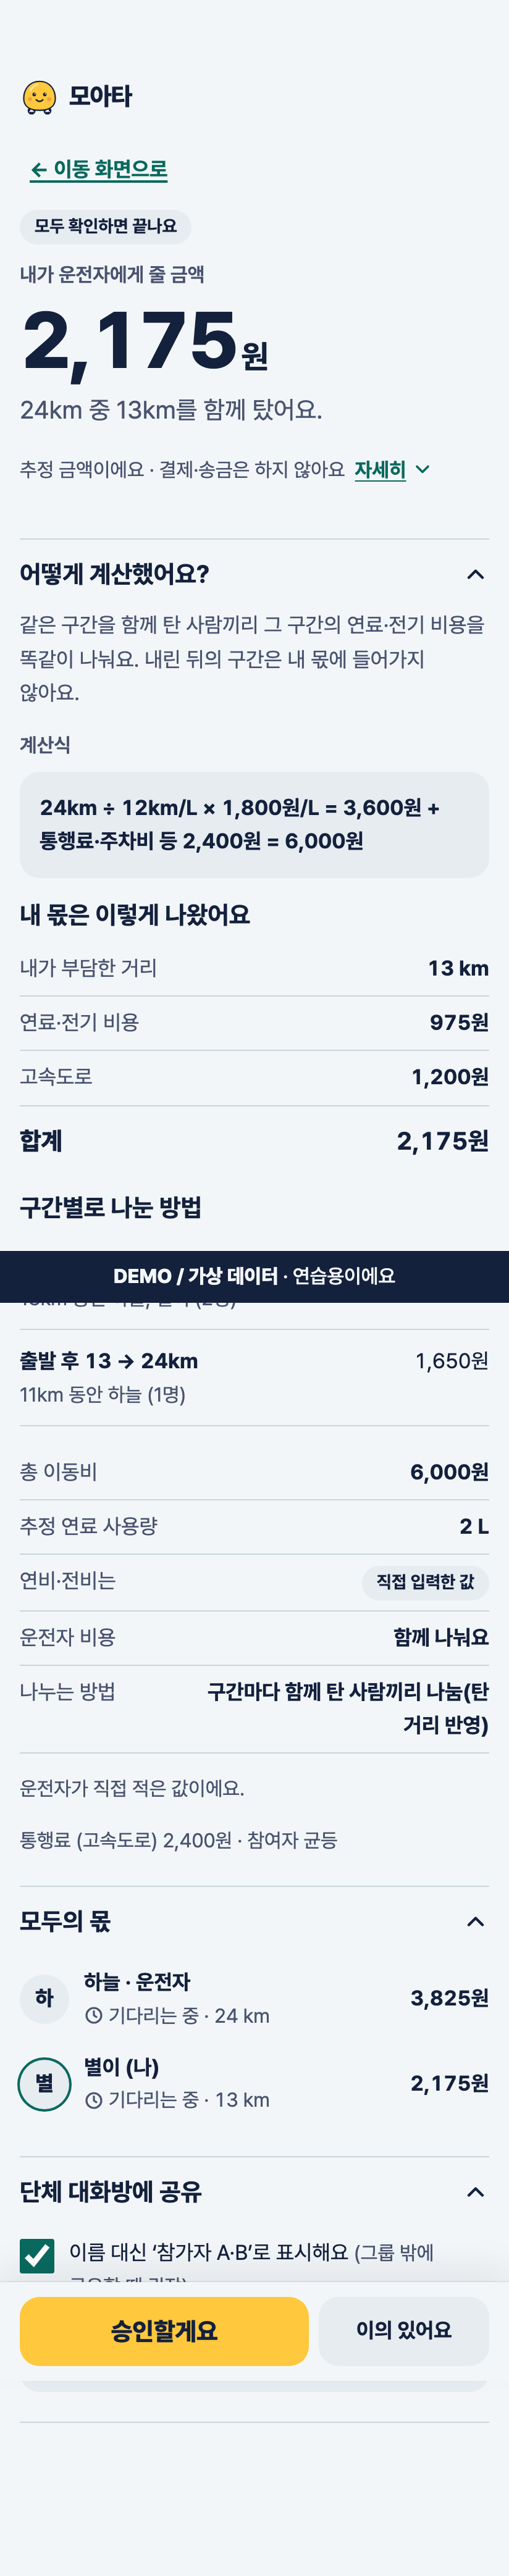 모아타
← 이동 화면으로
모두 확인하면 끝나요
내가 운전자에게 줄 금액
2,175원
24km 중 13km를 함께 탔어요.
추정 금액이에요 · 결제·송금은 하지 않아요 자세히
어떻게 계산했어요?
같은 구간을 함께 탄 사람끼리 그 구간의 연료·전기 비용을
똑같이 나눠요. 내린 뒤의 구간은 내 몫에 들어가지
않아요.
계산식
24km ÷ 12km/L × 1,800원/L = 3,600원 +
통행료·주차비 등 2,400원 = 6,000원
내 몫은 이렇게 나왔어요
내가 부담한 거리 13 km
연료·전기 비용 975원
고속도로 1,200원
합계 2,175원
구간별로 나눈 방법
DEMO / 가상 데이터 · 연습용이에요
출발 후 13 → 24km 1,650원
11km 동안 하늘 (1명)
총 이동비 6,000원
추정 연료 사용량 2 L
연비·전비는 직접 입력한 값
운전자 비용 함께 나눠요
나누는 방법 구간마다 함께 탄 사람끼리 나눔(탄
거리 반영)
운전자가 직접 적은 값이에요.
통행료 (고속도로) 2,400원 · 참여자 균등
모두의 몫
하 하늘 · 운전자 3,825원
기다리는 중 · 24 km
별 별이 (나) 2,175원
기다리는 중 · 13 km
단체 대화방에 공유
이름 대신 ‘참가자 A·B’로 표시해요 (그룹 밖에
승인할게요 이의 있어요